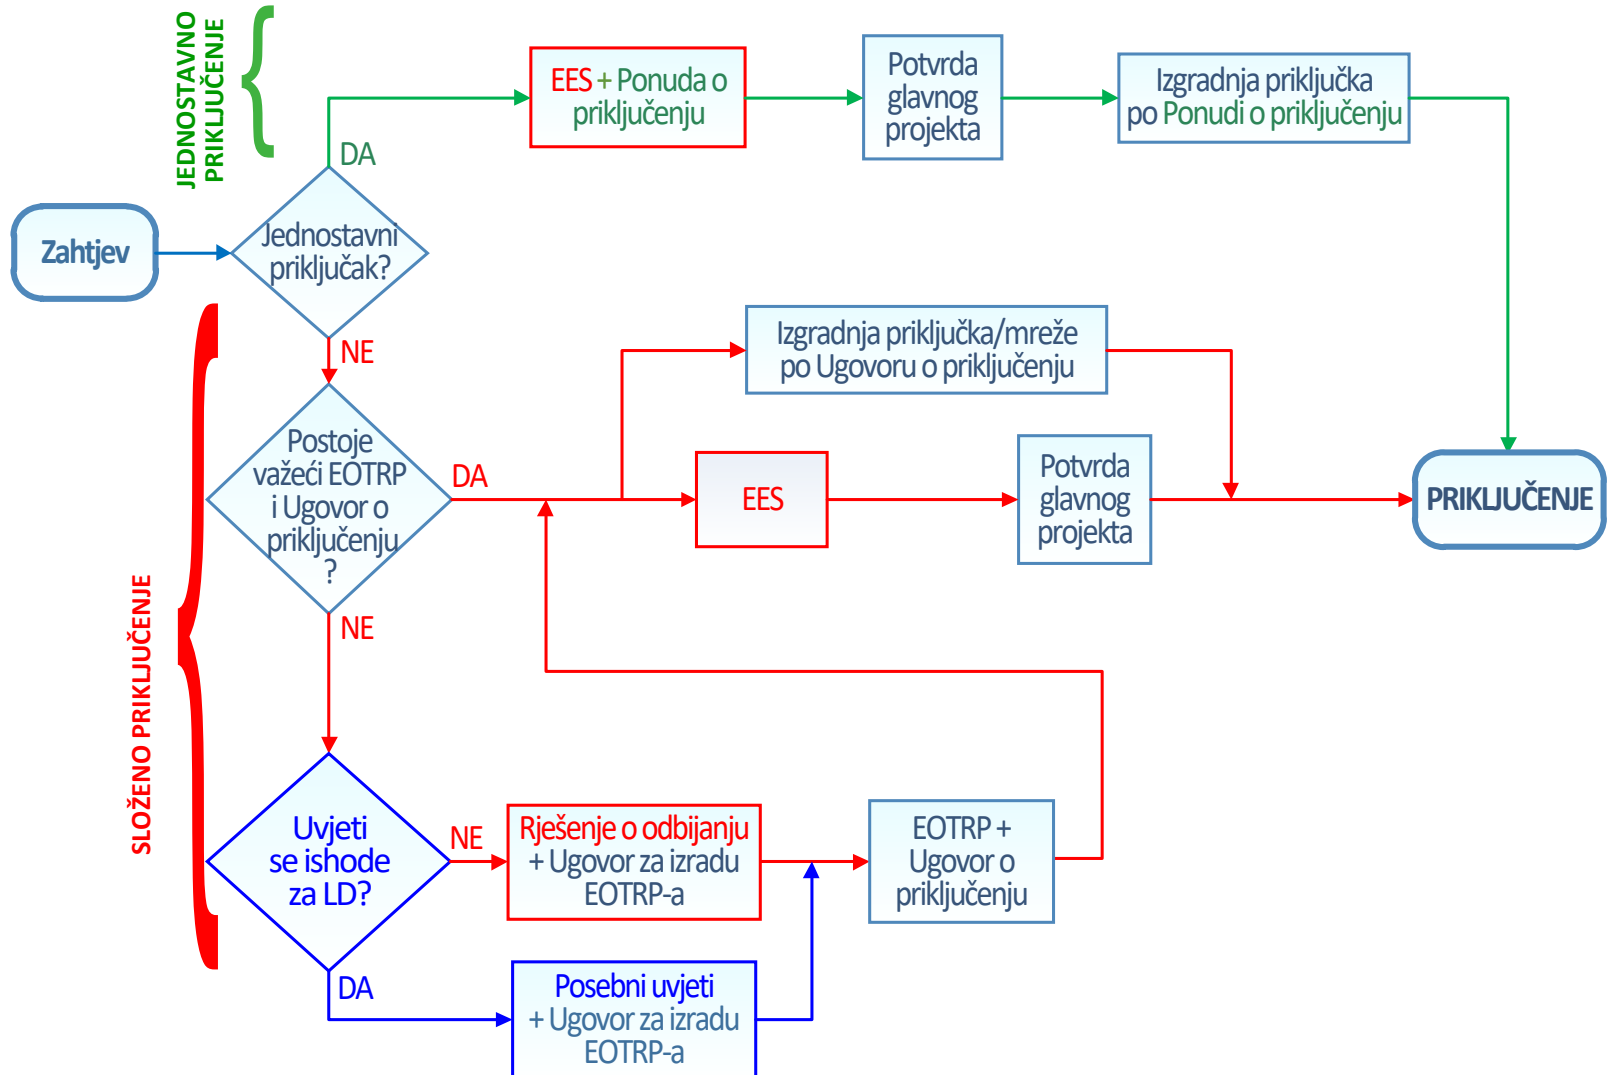 JEDNOSTAVNO
PRIKLJUČENJE
EES + Ponuda o
priključenju
Potvrda
glavnog
projekta
Izgradnja priključka
po Ponudi o priključenju
DA
Zahtjev
Jednostavni
priključak?
NE
Izgradnja priključka/mreže
po Ugovoru o priključenju
Postoje
važeći EOTRP
i Ugovor o
priključenju
?
DA
EES
Potvrda
glavnog
projekta
PRIKLJUČENJE
NE
SLOŽENO PRIKLJUČENJE
Uvjeti
se ishode
za LD?
NE
Rješenje o odbijanju
+ Ugovor za izradu
EOTRP-a
EOTRP +
Ugovor o
priključenju
DA
Posebni uvjeti
+ Ugovor za izradu
EOTRP-a